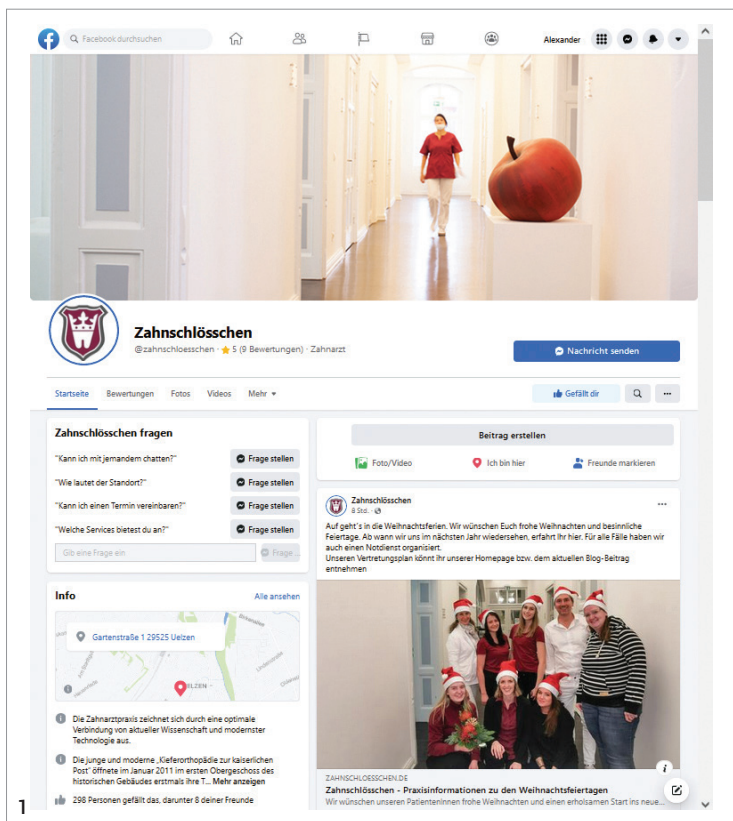 Facebook durchsuchen
Alexander
Zahnschlösschen
@zahnschloesschen · 5 (9 Bewertungen) · Zahnarzt
Nachricht senden
Startseite Bewertungen Fotos Videos Mehr
Gefällt dir
Zahnschlösschen fragen
"Kann ich mit jemandem chatten?" Frage stellen
"Wie lautet der Standort?" Frage stellen
"Kann ich einen Termin vereinbaren?" Frage stellen
"Welche Services bietest du an?" Frage stellen
Gib eine Frage ein Frage ...
Info Alle ansehen
Gartenstraße 1 29525 Uelzen
Die Zahnarztpraxis zeichnet sich durch eine optimale
Verbindung von aktueller Wissenschaft und modernster
Technologie aus.
Die junge und moderne „Kieferorthopädie zur kaiserlichen
Post" öffnete im Januar 2011 im ersten Obergeschoss des
historischen Gebäudes erstmals ihre T... Mehr anzeigen
298 Personen gefällt das, darunter 8 deiner Freunde
Beitrag erstellen
Foto/Video Ich bin hier Freunde markieren
Zahnschlösschen
8 Std. ·
Auf geht's in die Weihnachtsferien. Wir wünschen Euch frohe Weihnachten und besinnliche
Feiertage. Ab wann wir uns im nächsten Jahr wiedersehen, erfahrt Ihr hier. Für alle Fälle haben wir
auch einen Notdienst organisiert.
Unseren Vertretungsplan könnt ihr unserer Homepage bzw. dem aktuellen Blog-Beitrag
entnehmen
ZAHNSCHLOESSCHEN.DE
Zahnschlösschen - Praxisinformationen zu den Weihnachtsfeiertagen
Wir wünschen unseren Patienteninnen frohe Weihnachten und einen erholsamen Start ins neue...
1